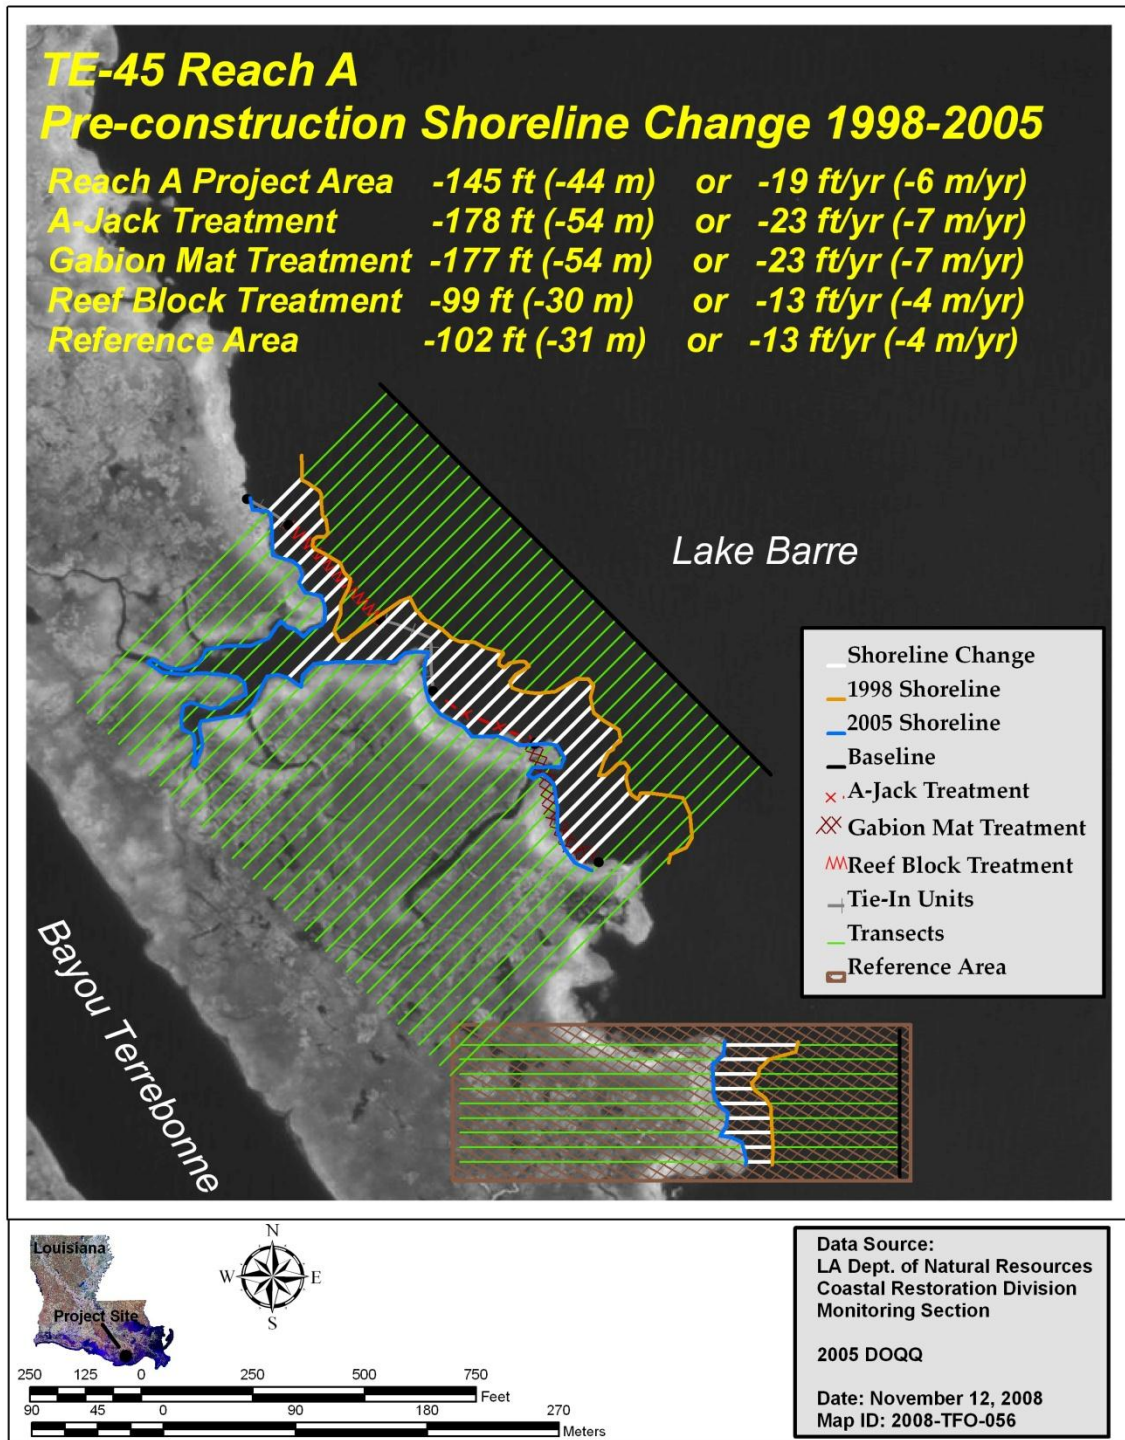 TE-45 Reach A
Pre-construction Shoreline Change 1998-2005
Reach A Project Area -145 ft (-44 m) or -19 ft/yr (-6 m/yr)
A-Jack Treatment -178 ft (-54 m) or -23 ft/yr (-7 m/yr)
Gabion Mat Treatment -177 ft (-54 m) or -23 ft/yr (-7 m/yr)
Reef Block Treatment -99 ft (-30 m) or -13 ft/yr (-4 m/yr)
Reference Area -102 ft (-31 m) or -13 ft/yr (-4 m/yr)
Lake Barre
Shoreline Change
1998 Shoreline
2005 Shoreline
Baseline
A-Jack Treatment
Gabion Mat Treatment
Reef Block Treatment
Tie-In Units
Transects
Reference Area
Bayou Terrebonne
Louisiana
Project Site
N
W E
S
250 125 0 250 500 750
Feet
90 45 0 90 180 270
Meters
Data Source:
LA Dept. of Natural Resources
Coastal Restoration Division
Monitoring Section
2005 DOQQ
Date: November 12, 2008
Map ID: 2008-TFO-056